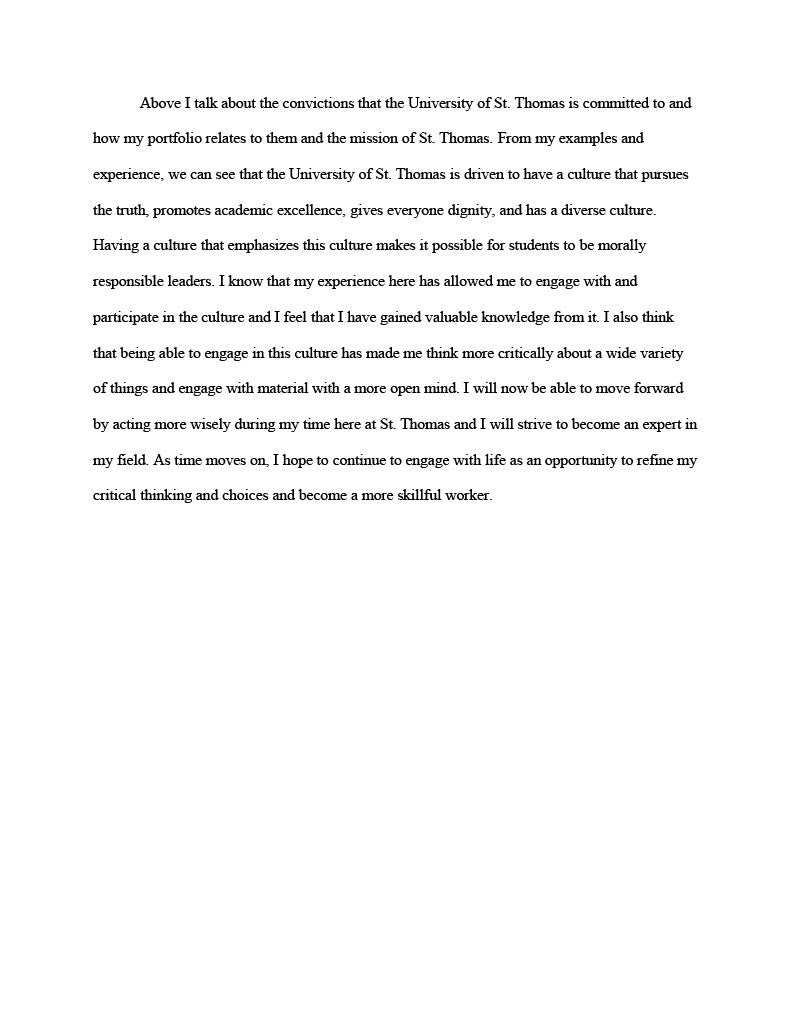 Above I talk about the convictions that the University of St. Thomas is committed to and
how my portfolio relates to them and the mission of St. Thomas. From my examples and
experience, we can see that the University of St. Thomas is driven to have a culture that pursues
the truth, promotes academic excellence, gives everyone dignity, and has a diverse culture.
Having a culture that emphasizes this culture makes it possible for students to be morally
responsible leaders. I know that my experience here has allowed me to engage with and
participate in the culture and I feel that I have gained valuable knowledge from it. I also think
that being able to engage in this culture has made me think more critically about a wide variety
of things and engage with material with a more open mind. I will now be able to move forward
by acting more wisely during my time here at St. Thomas and I will strive to become an expert in
my field. As time moves on, I hope to continue to engage with life as an opportunity to refine my
critical thinking and choices and become a more skillful worker.